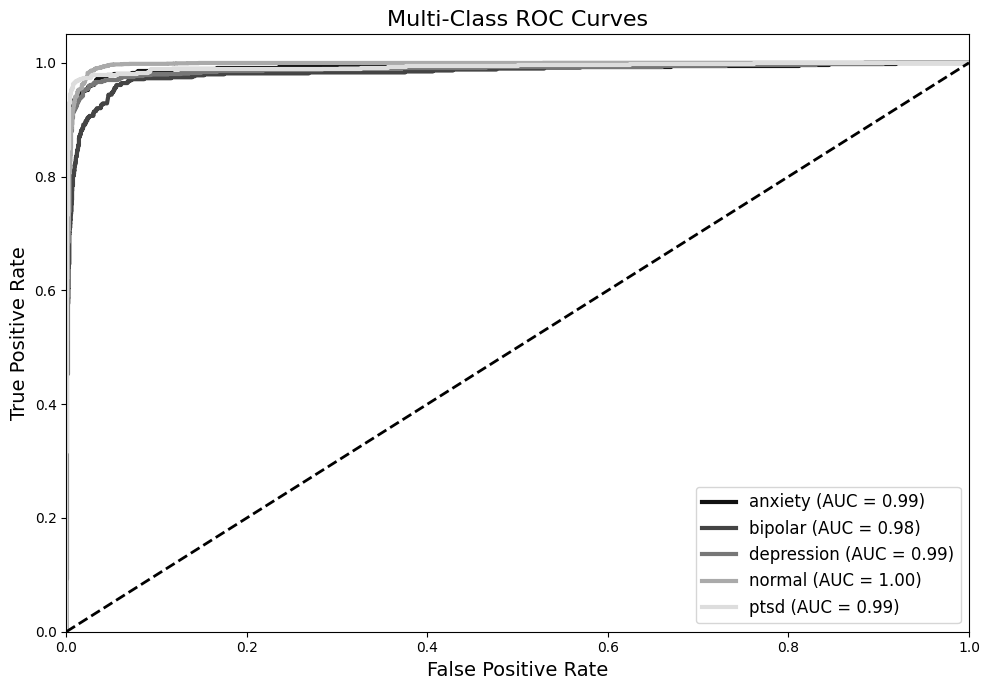 Multi-Class ROC Curves
True Positive Rate
1.0
0.8
0.6
0.4
0.2
0.0
anxiety (AUC = 0.99)
bipolar (AUC = 0.98)
depression (AUC = 0.99)
normal (AUC = 1.00)
ptsd (AUC = 0.99)
0.0 0.2 0.4 0.6 0.8 1.0
False Positive Rate